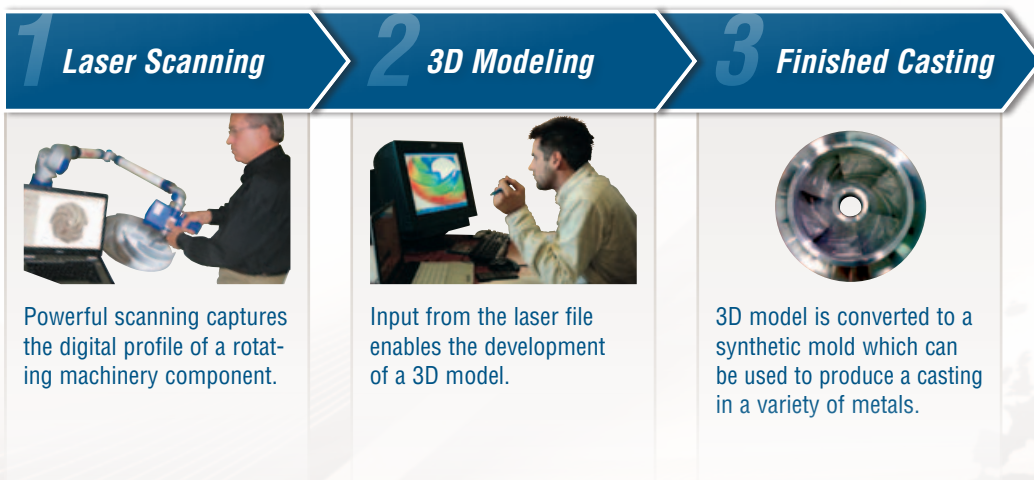 1 Laser Scanning
2 3D Modeling
3 Finished Casting
Powerful scanning captures
the digital profile of a rotat-
ing machinery component.
Input from the laser file
enables the development
of a 3D model.
3D model is converted to a
synthetic mold which can
be used to produce a casting
in a variety of metals.